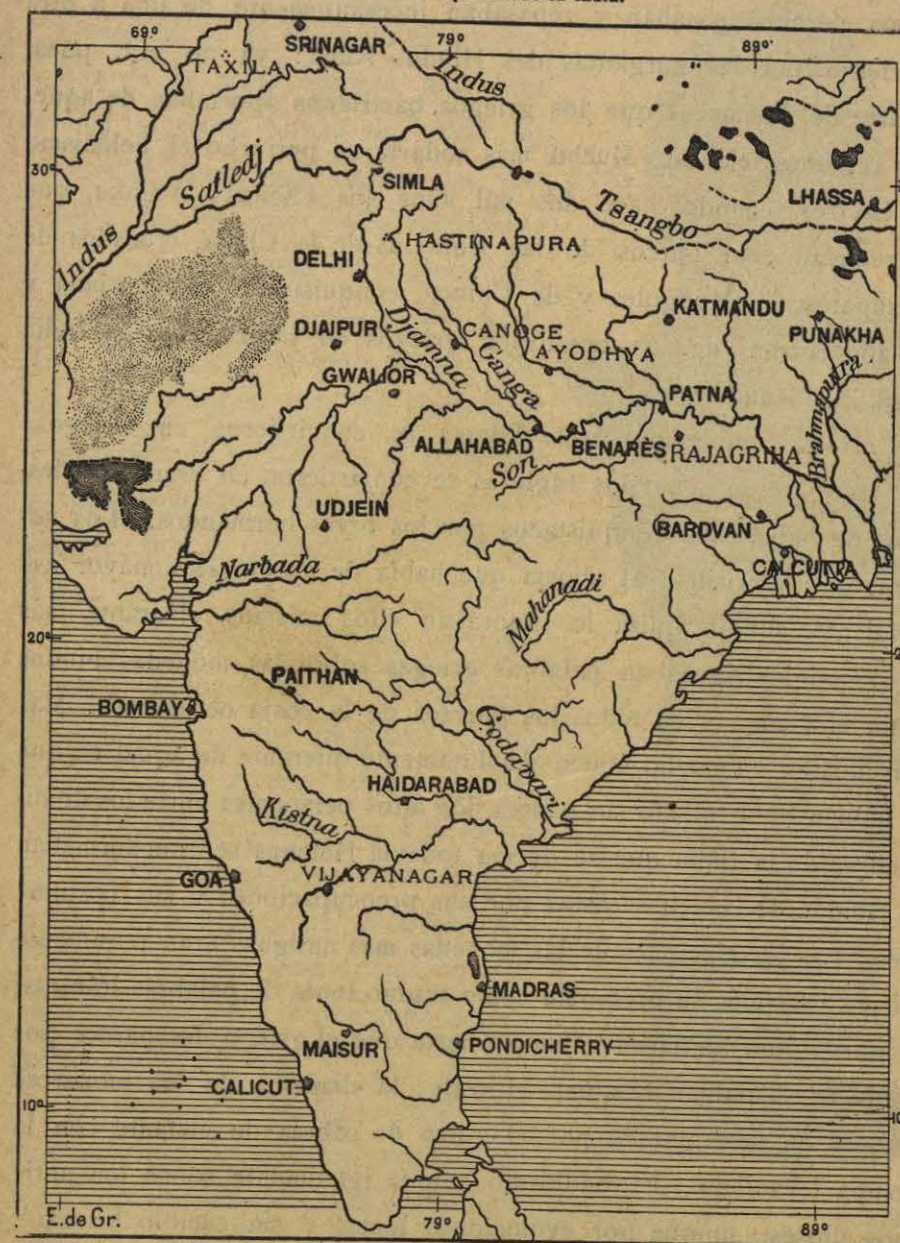 69°
79°
89°
SRINAGAR
TAXILA
Indus
30°
Satledj
SIMLA
LHASSA
Tsangbo
Indus
HASTINAPURA
DELHI
KATMANDU
DJAIPUR
Djamna
CANOGE
PUNAKHA
Ganga
AYODHYA
GWALIOR
PATNA
Brahmaputra
ALLAHABAD
BENARÈS
RAJAGRIHA
Son
UDJEIN
BARDVAN
Narbada
CALCUTTA
Mahanadi
20°
PAITHAN
BOMBAY
Godavari
HAIDARABAD
Kistna
GOA
VIJAYANAGAR
MADRAS
MAISUR
PONDICHERRY
CALICUT
10°
E. de Gr.
79°
89°